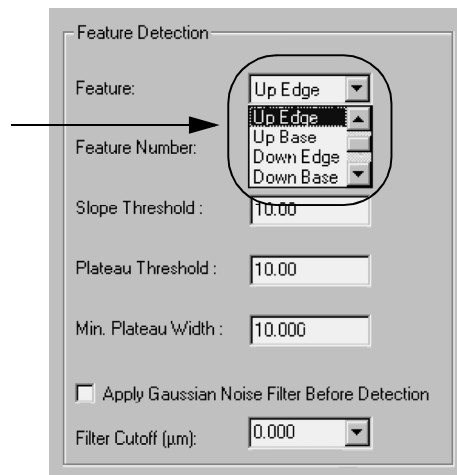 Feature Detection
Feature: Up Edge
Up Edge
Up Base
Feature Number:
Down Edge
Down Base
Slope Threshold : 10.00
Plateau Threshold : 10.00
Min. Plateau Width : 10.000
Apply Gaussian Noise Filter Before Detection
Filter Cutoff (µm): 0.000